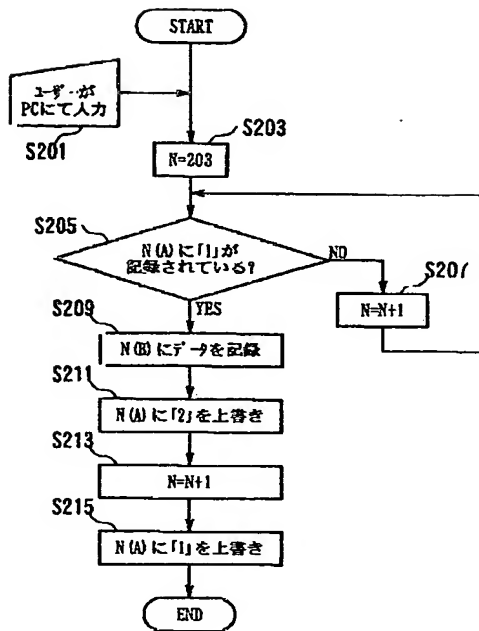 START
ユーザーが
PCにて入力
S201
S203
N=203
S205
N(A)に「1」が
記録されている?
NO
S207
N=N+1
YES
S209
N(B)にデータを記録
S211
N(A)に「2」を上書き
S213
N=N+1
S215
N(A)に「1」を上書き
END